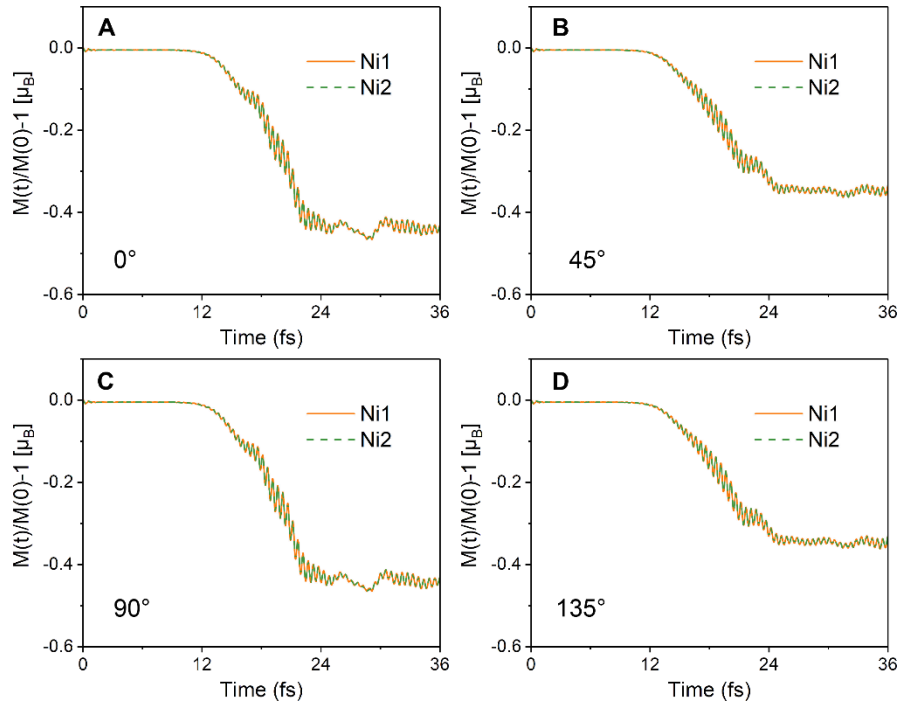 A
0.0
-0.2
-0.4
-0.6
M(t)/M(0)-1 [μB]
Ni1
Ni2
0°
0 12 24 36
Time (fs)
B
0.0
-0.2
-0.4
-0.6
M(t)/M(0)-1 [μB]
Ni1
Ni2
45°
0 12 24 36
Time (fs)
C
0.0
-0.2
-0.4
-0.6
M(t)/M(0)-1 [μB]
Ni1
Ni2
90°
0 12 24 36
Time (fs)
D
0.0
-0.2
-0.4
-0.6
M(t)/M(0)-1 [μB]
Ni1
Ni2
135°
0 12 24 36
Time (fs)